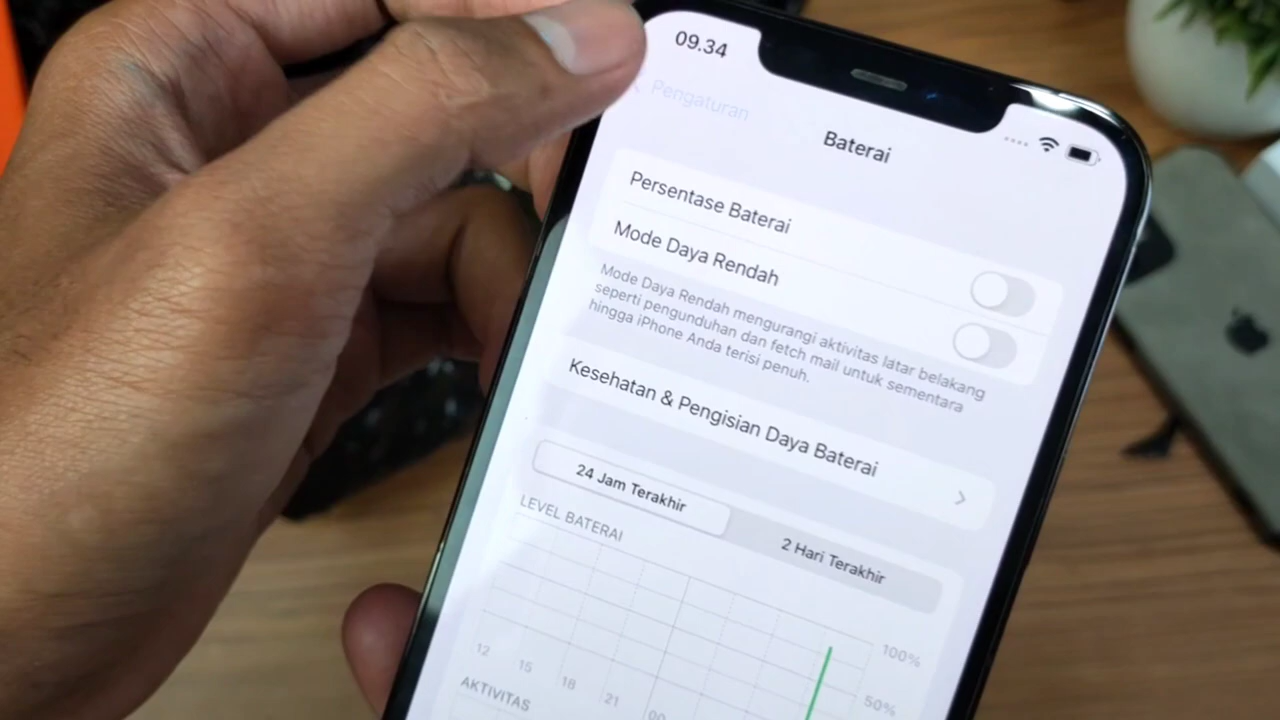 09.34
Pengaturan
Baterai
Persentase Baterai
Mode Daya Rendah
Mode Daya Rendah mengurangi aktivitas latar belakang
seperti pengunduhan dan fetch mail untuk sementara
hingga iPhone Anda terisi penuh.
Kesehatan & Pengisian Daya Baterai
24 Jam Terakhir
2 Hari Terakhir
LEVEL BATERAI
100%
50%
12 15 18 21 00
AKTIVITAS